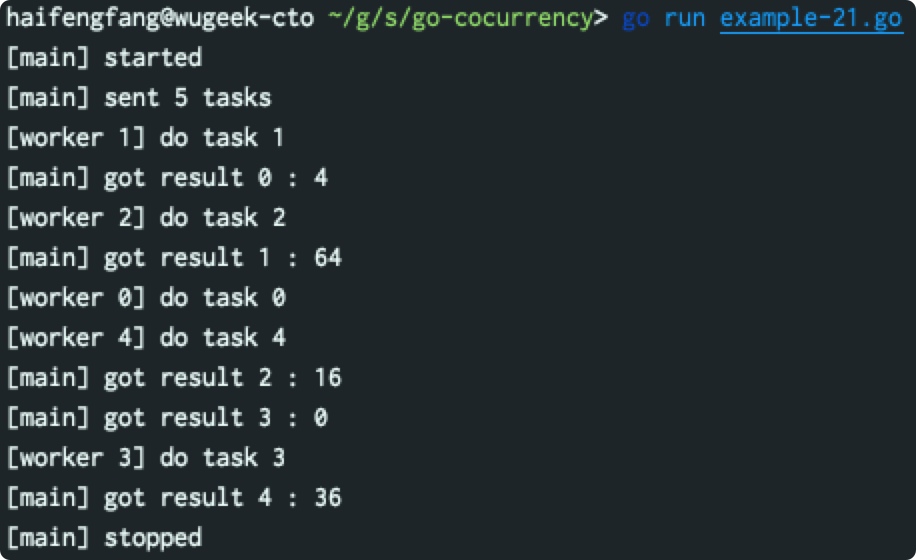 haifengfang@wugeek-cto ~/g/s/go-cocurrency> go run example-21.go
[main] started
[main] sent 5 tasks
[worker 1] do task 1
[main] got result 0 : 4
[worker 2] do task 2
[main] got result 1 : 64
[worker 0] do task 0
[worker 4] do task 4
[main] got result 2 : 16
[main] got result 3 : 0
[worker 3] do task 3
[main] got result 4 : 36
[main] stopped